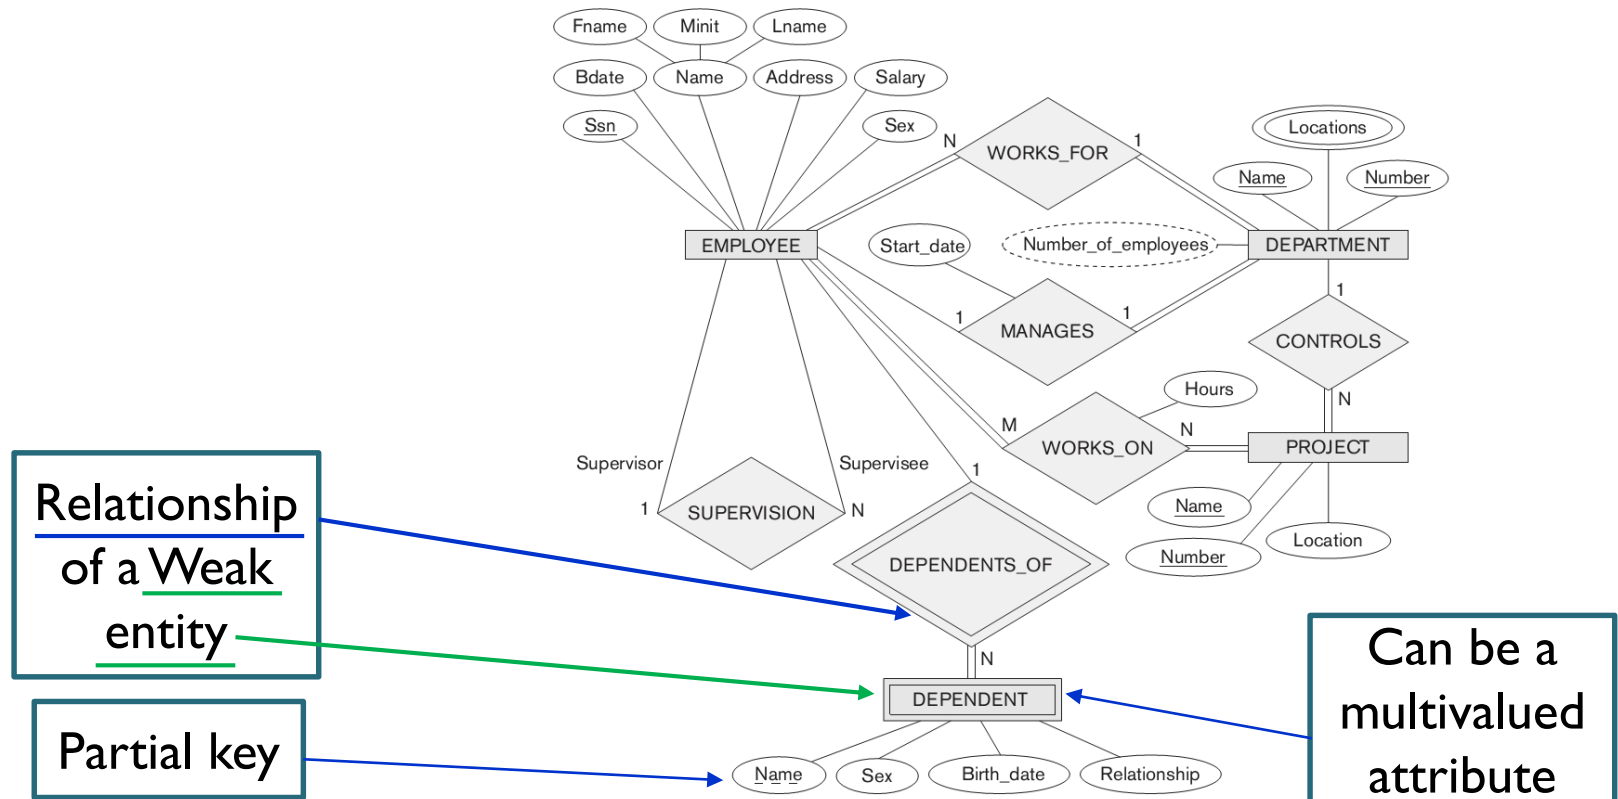 Fname Minit Lname
Bdate Name Address Salary
Ssn Sex
N WORKS_FOR 1
Locations
Name Number
EMPLOYEE
Start_date Number_of_employees
DEPARTMENT
1 MANAGES 1
1
CONTROLS
N
Hours
M WORKS_ON N
PROJECT
Name
Number
Location
Supervisor Supervisee
1 SUPERVISION N
1
DEPENDENTS_OF
N
DEPENDENT
Name Sex Birth_date Relationship
Relationship
of a Weak
entity
Partial key
Can be a
multivalued
attribute